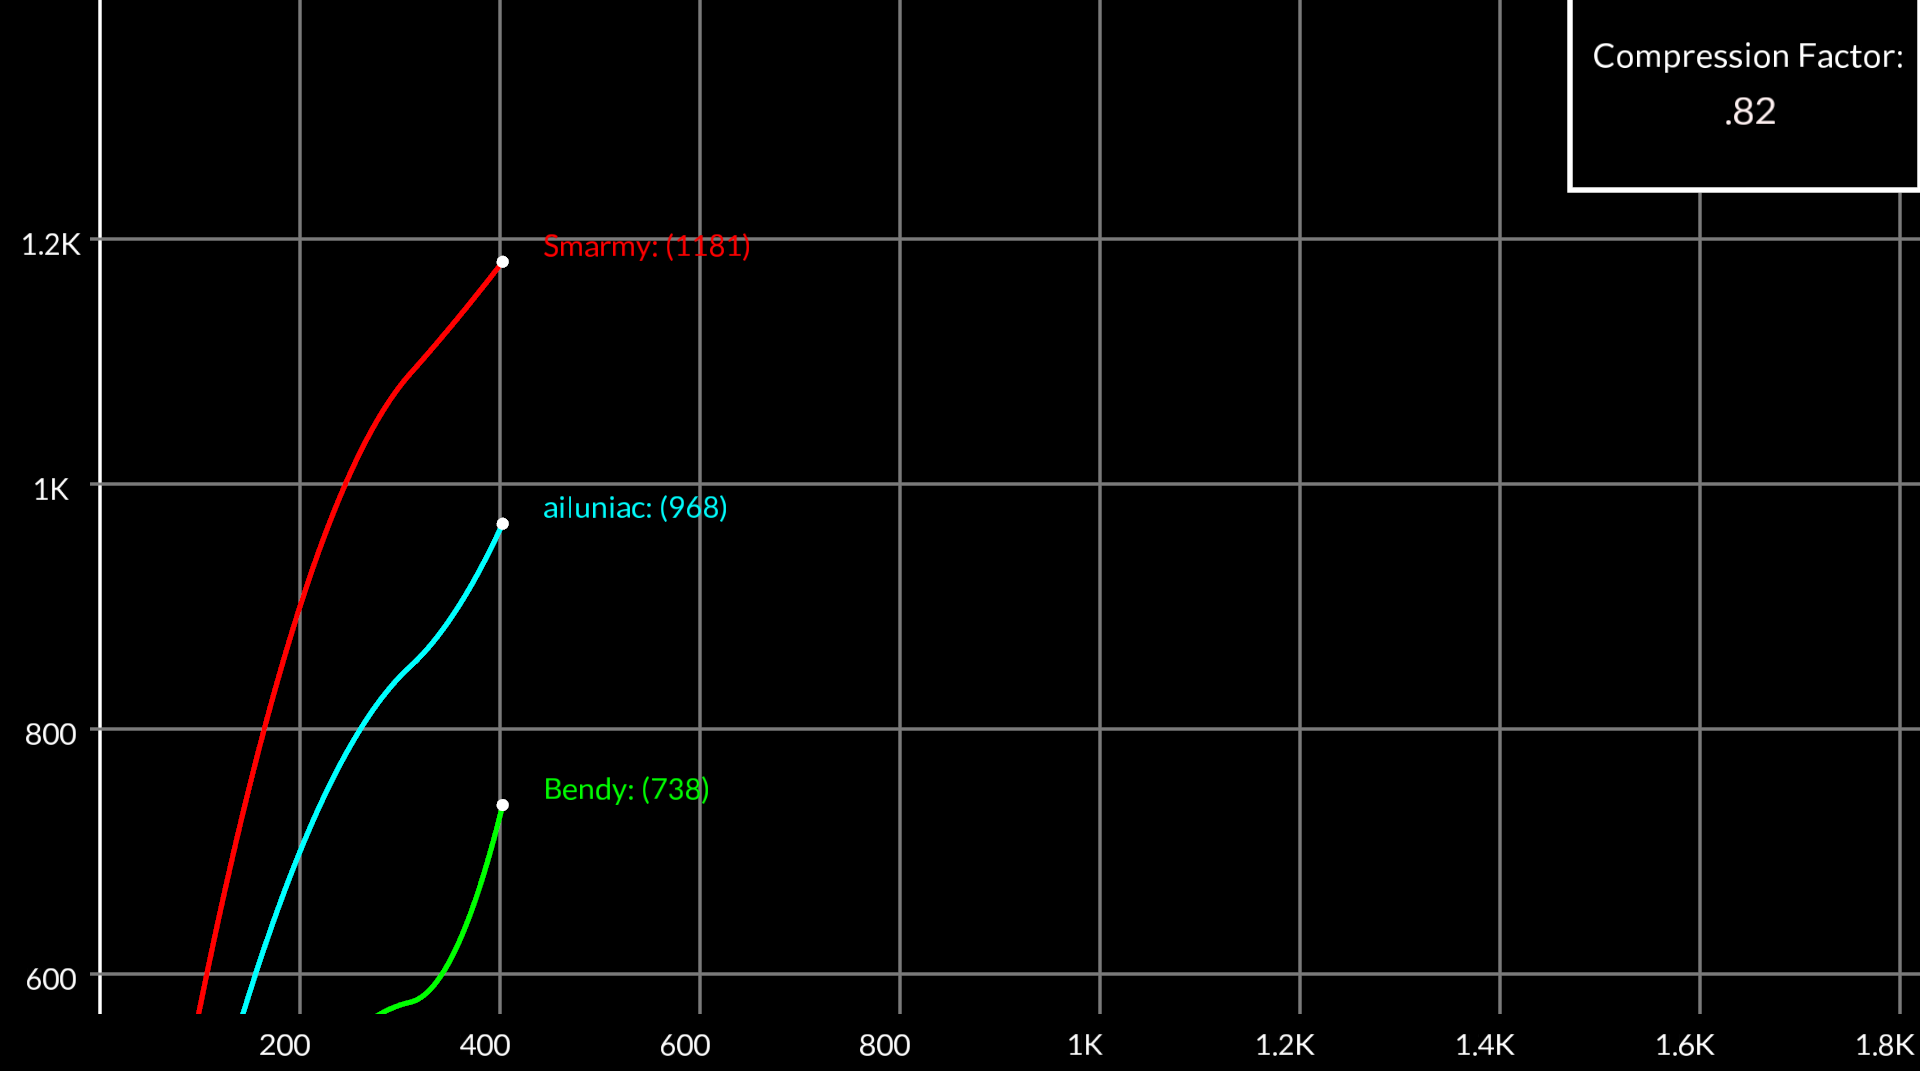 Compression Factor:
.82
1.2K
Smarmy: (1181)
1K
ailuniac: (968)
800
Bendy: (738)
600
200 400 600 800 1K 1.2K 1.4K 1.6K 1.8K